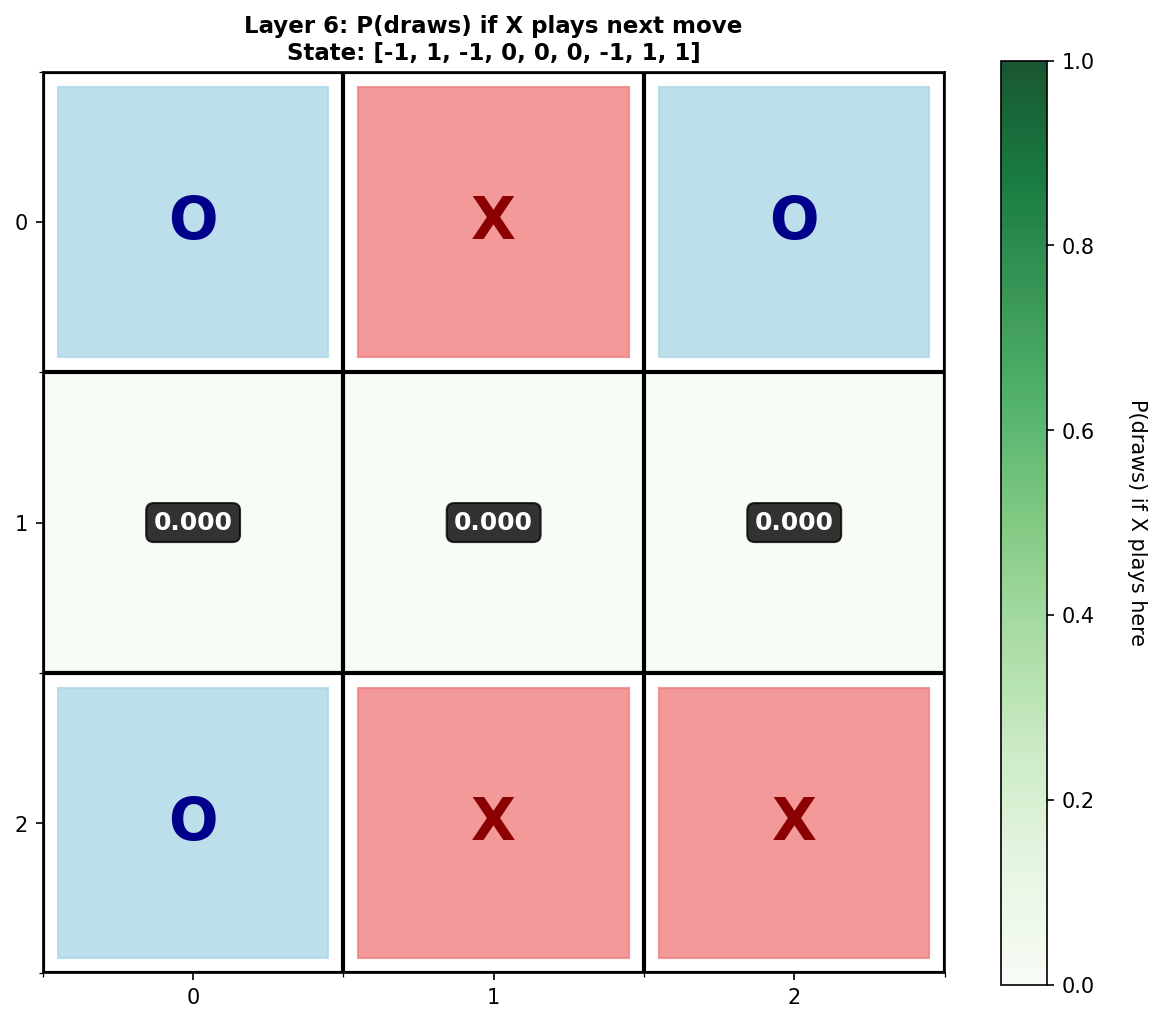 Layer 6: P(draws) if X plays next move
State: [-1, 1, -1, 0, 0, 0, -1, 1, 1]
O X O
0.000 0.000 0.000
O X X
0
1
2
0 1 2
1.0
0.8
0.6
0.4
0.2
0.0
P(draws) if X plays here